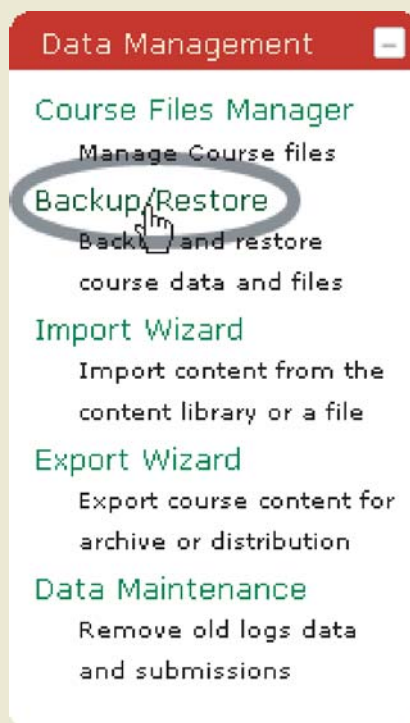 Data Management
Course Files Manager
Manage Course files
Backup/Restore
Backup and restore
course data and files
Import Wizard
Import content from the
content library or a file
Export Wizard
Export course content for
archive or distribution
Data Maintenance
Remove old logs data
and submissions